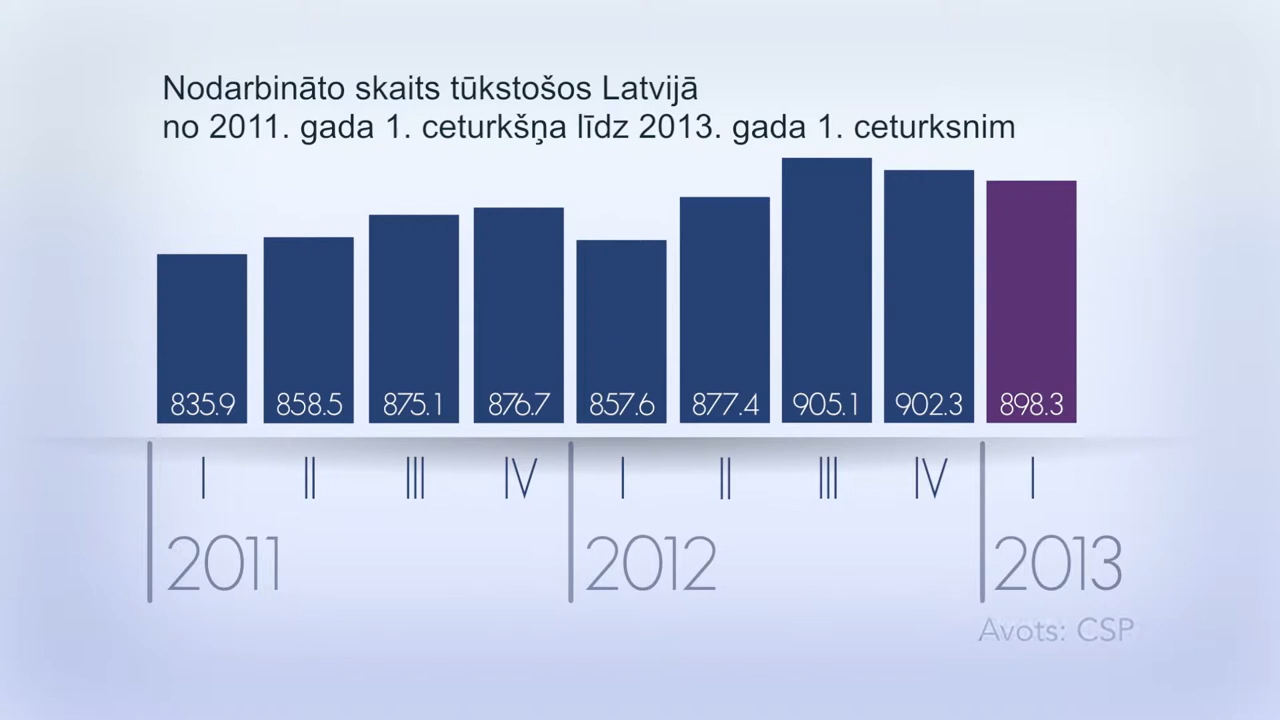 Nodarbināto skaits tūkstošos Latvijā
no 2011. gada 1. ceturkšņa līdz 2013. gada 1. ceturksnim
835.9 858.5 875.1 876.7 857.6 877.4 905.1 902.3 898.3
I II III IV I II III IV I
2011 2012 2013
Avots: CSP